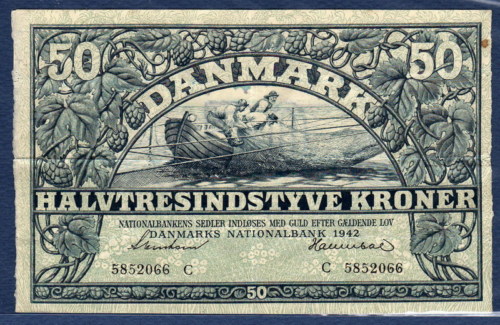 50 50
DANMARK
HALVTRESINDSTYVE KRONER
NATIONALBANKENS SEDLER INDLØSES MED GULD EFTER GÆLDENDE LOV
DANMARKS NATIONALBANK 1942
5852066 C C 5852066
50